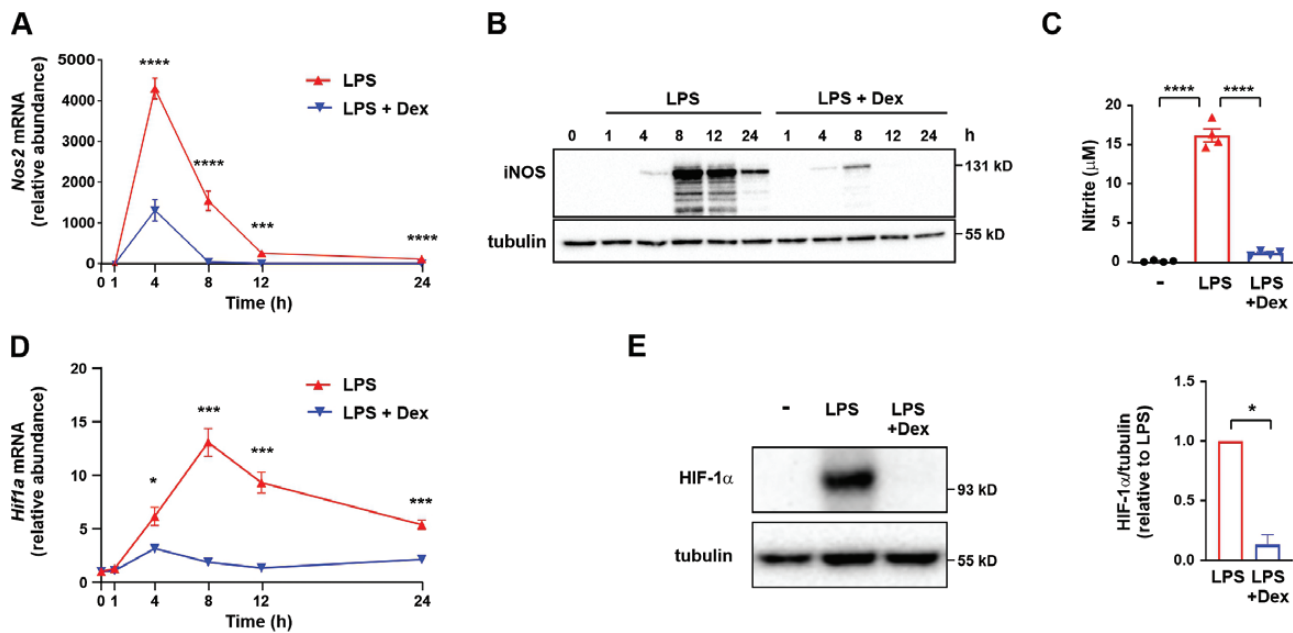 A
Nos2 mRNA
(relative abundance)
5000
4000
3000
2000
1000
0
****
****
***
****
LPS
LPS + Dex
0 1 4 8 12 24
Time (h)
B
LPS LPS + Dex
0 1 4 8 12 24 1 4 8 12 24 h
iNOS
131 kD
tubulin
55 kD
C
Nitrite (μM)
20
15
10
5
0
**** ****
- LPS LPS
+Dex
D
Hif1a mRNA
(relative abundance)
20
15
10
5
0
*
***
***
***
LPS
LPS + Dex
0 1 4 8 12 24
Time (h)
E
- LPS LPS
+Dex
HIF-1α
93 kD
tubulin
55 kD
HIF-1α/tubulin
(relative to LPS)
1.5
1.0
0.5
0.0
*
LPS LPS
+Dex